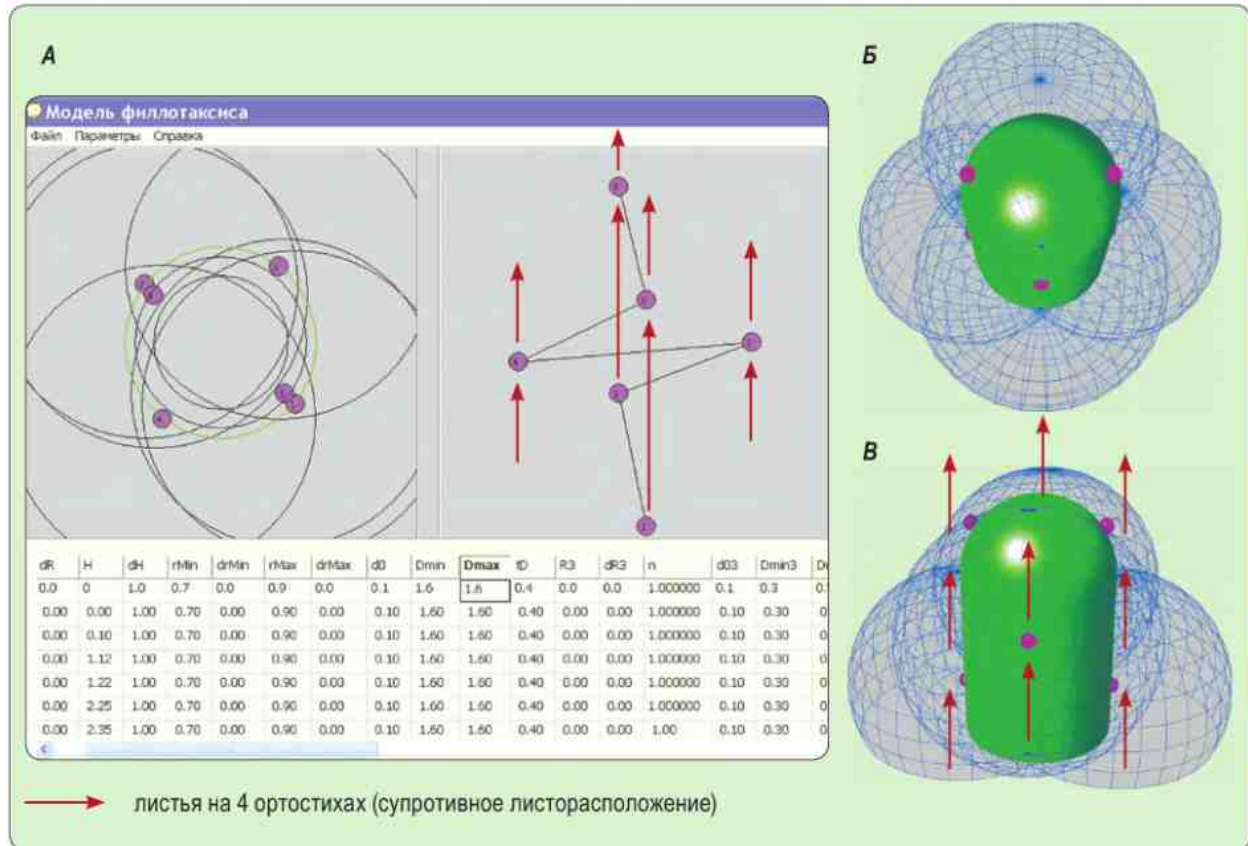 А
Б
Модель филлотаксиса
Файл Параметры Справка
В
dR H dH rMin drMin rMax drMax d0 Dmin Dmax tD R3 dR3 n d03 Dmin3
0.0 0 1.0 0.7 0.0 0.9 0.0 0.1 1.6 1.6 0.4 0.0 0.0 1.000000 0.1 0.3
0.00 0.00 1.00 0.70 0.00 0.90 0.00 0.10 1.60 1.60 0.40 0.00 0.00 1.000000 0.10 0.30
0.00 0.10 1.00 0.70 0.00 0.90 0.00 0.10 1.60 1.60 0.40 0.00 0.00 1.000000 0.10 0.30
0.00 1.12 1.00 0.70 0.00 0.90 0.00 0.10 1.60 1.60 0.40 0.00 0.00 1.000000 0.10 0.30
0.00 1.22 1.00 0.70 0.00 0.90 0.00 0.10 1.60 1.60 0.40 0.00 0.00 1.000000 0.10 0.30
0.00 2.25 1.00 0.70 0.00 0.90 0.00 0.10 1.60 1.60 0.40 0.00 0.00 1.000000 0.10 0.30
0.00 2.35 1.00 0.70 0.00 0.90 0.00 0.10 1.60 1.60 0.40 0.00 0.00 1.00 0.10 0.30
листья на 4 ортостихах (супротивное листорасположение)